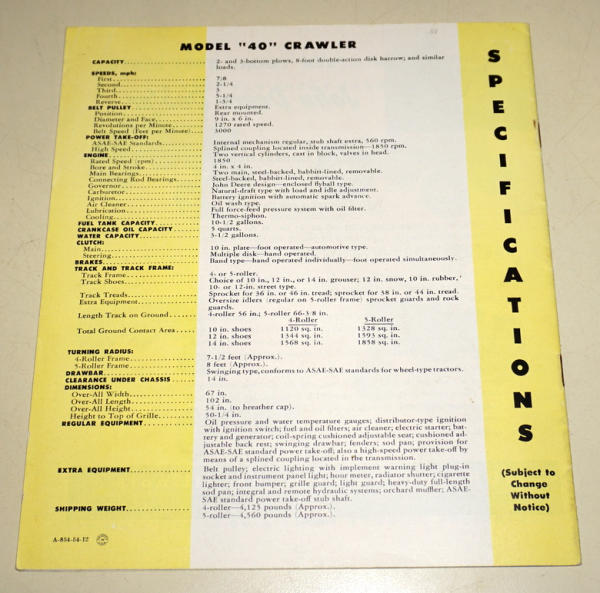 MODEL "40" CRAWLER
SPECIFICATIONS
(Subject to
Change
Without
Notice)
CAPACITY 2- and 3-bottom plows, 8-foot double-action disk harrow; and similar
loads.
SPEEDS, mph:
First 7/8
Second 2-1/4
Third 3
Fourth 5-1/4
Reverse 1-3/4
BELT PULLEY Extra equipment.
Position Rear mounted.
Diameter and Face 9 in. x 6 in.
Revolutions per Minute 1270 rated speed.
Belt Speed (Feet per Minute) 3000
POWER TAKE-OFF:
ASAE-SAE Standards Internal mechanism regular, stub shaft extra, 560 rpm.
High Speed Splined coupling located inside transmission—1850 rpm.
ENGINE Two vertical cylinders, cast in block, valves in head.
Rated Speed (rpm) 1850
Bore and Stroke 4 in. x 4 in.
Main Bearings Two main, steel-backed, babbit-lined, removable.
Connecting Rod Bearings Steel-backed, babbit-lined, removable.
Governor John Deere design—enclosed flyball type.
Carburetor Natural-draft type with load and idle adjustment.
Ignition Battery ignition with automatic spark advance.
Air Cleaner Oil wash type.
Lubrication Full force-feed pressure system with oil filter.
Cooling Thermo-siphon.
FUEL TANK CAPACITY 10-1/2 gallons.
CRANKCASE OIL CAPACITY 5 quarts.
WATER CAPACITY 3-1/2 gallons.
CLUTCH:
Main 10 in. plate—foot operated—automotive type.
Steering Multiple disk—hand operated.
BRAKES Band type—hand operated individually—foot operated simultaneously.
TRACK AND TRACK FRAME:
Track Frame 4- or 5-roller.
Track Shoes Choice of 10 in., 12 in., or 14 in. grouser; 12 in. snow, 10 in. rubber,
10- or 12-in. street type.
Track Treads Sprocket for 36 in. or 46 in. tread; sprocket for 38 in. or 44 in. tread.
Extra Equipment Oversize idlers (regular on 5-roller frame) sprocket guards and rock
guards.
Length Track on Ground 4-roller 56 in.; 5-roller 66-3/8 in.
4-Roller 5-Roller
Total Ground Contact Area 10 in. shoes 1120 sq. in. 1328 sq. in.
12 in. shoes 1344 sq. in. 1593 sq. in.
14 in. shoes 1568 sq. in. 1858 sq. in.
TURNING RADIUS:
4-Roller Frame 7-1/2 feet (Approx.).
5-Roller Frame 8 feet (Approx.).
DRAWBAR Swinging type, conforms to ASAE-SAE standards for wheel-type tractors.
CLEARANCE UNDER CHASSIS 14 in.
DIMENSIONS:
Over-All Width 67 in.
Over-All Length 102 in.
Over-All Height 54 in. (to breather cap).
Height to Top of Grille 50-1/4 in.
REGULAR EQUIPMENT Oil pressure and water temperature gauges; distributor-type ignition
with ignition switch; fuel and oil filters; air cleaner; electric starter; bat-
tery and generator; coil-spring cushioned adjustable seat; cushioned ad-
justable back rest; swinging drawbar; fenders; sod pan; provision for
ASAE-SAE standard power take-off; also a high-speed power take-off by
means of a splined coupling located in the transmission.
EXTRA EQUIPMENT Belt pulley; electric lighting with implement warning light plug-in
socket and instrument panel light; hour meter, radiator shutter; cigarette
lighter; front bumper; grille guard; light guard; heavy-duty full-length
sod pan; integral and remote hydraulic systems; orchard muffler; ASAE-
SAE standard power take-off stub shaft.
SHIPPING WEIGHT 4-roller—4,125 pounds (Approx.).
5-roller—4,560 pounds (Approx.).
A-854-54-12